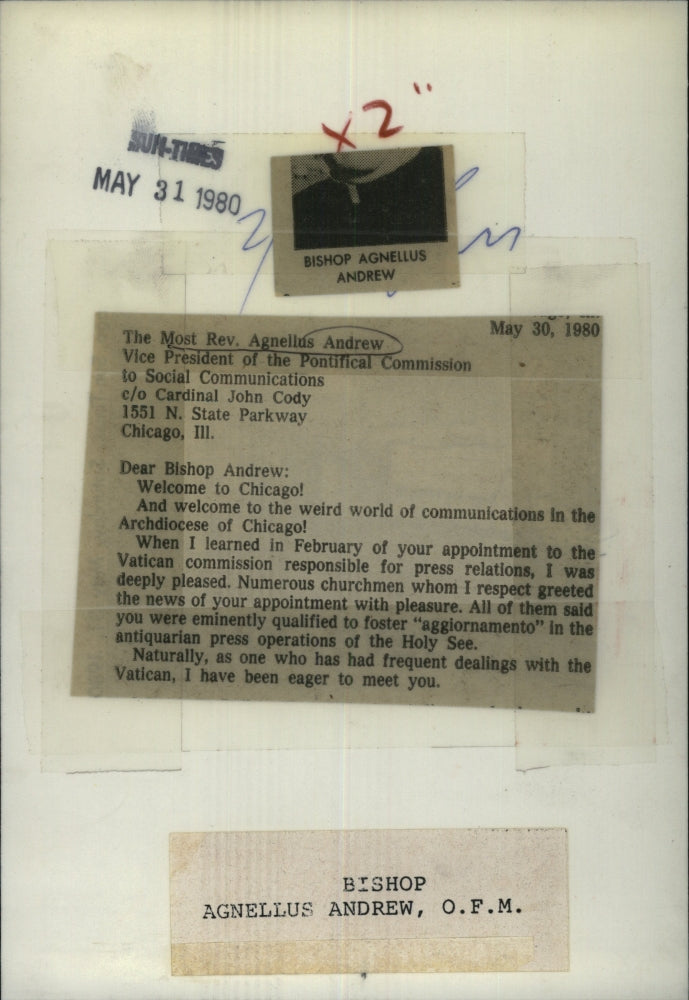 x2"
SUN-TIMES
MAY 31 1980
BISHOP AGNELLUS
ANDREW
May 30, 1980
The Most Rev. Agnellus Andrew
Vice President of the Pontifical Commission
to Social Communications
c/o Cardinal John Cody
1551 N. State Parkway
Chicago, Ill.
Dear Bishop Andrew:
Welcome to Chicago!
And welcome to the weird world of communications in the
Archdiocese of Chicago!
When I learned in February of your appointment to the
Vatican commission responsible for press relations, I was
deeply pleased. Numerous churchmen whom I respect greeted
the news of your appointment with pleasure. All of them said
you were eminently qualified to foster "aggiornamento" in the
antiquarian press operations of the Holy See.
Naturally, as one who has had frequent dealings with the
Vatican, I have been eager to meet you.
BISHOP
AGNELLUS ANDREW, O.F.M.